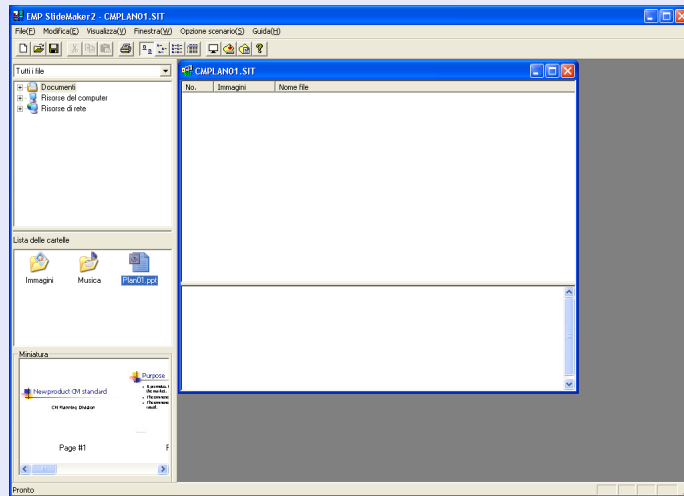 EMP SlideMaker2 - CMPLAN01.SIT
File(F) Modifica(E) Visualizza(V) Finestra(W) Opzione scenario(S) Guida(H)
Tutti i file
Documenti
Risorse del computer
Risorse di rete
CMPLAN01.SIT
No. Immagini Nome file
Lista delle cartelle
Immagini Musica Plan01.ppt
Miniatura
Purpose
Newproduct CM standard
CM Planning Division
Page #1
Pronto